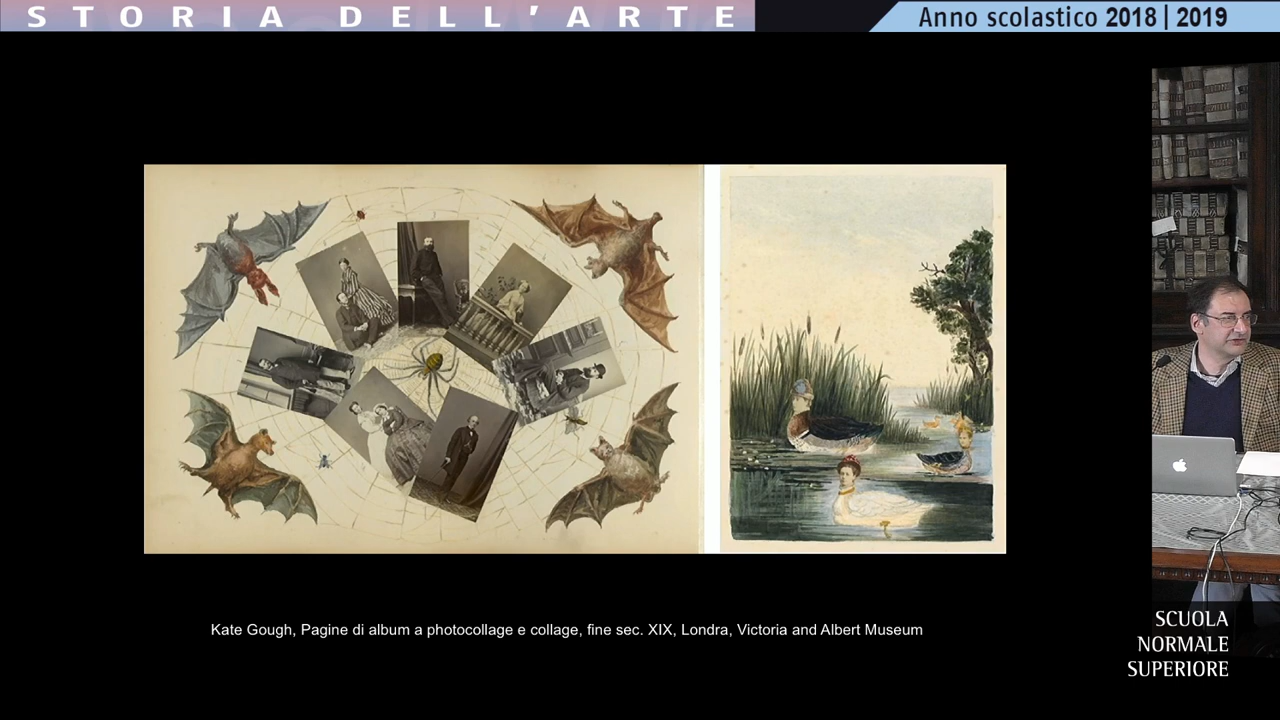 STORIA DELL'ARTE
Anno scolastico 2018 | 2019
Kate Gough, Pagine di album a photocollage e collage, fine sec. XIX, Londra, Victoria and Albert Museum
SCUOLA
NORMALE
SUPERIORE